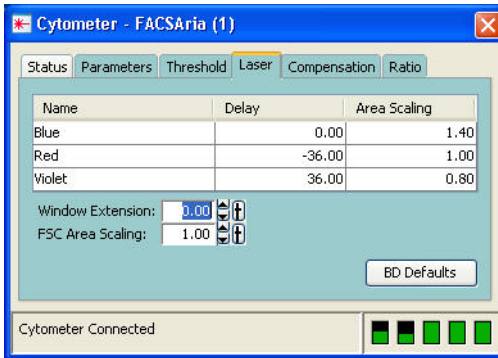 Cytometer - FACSAria (1)
Status Parameters Threshold Laser Compensation Ratio
Name Delay Area Scaling
Blue 0.00 1.40
Red -36.00 1.00
Violet 36.00 0.80
Window Extension: 0.00
FSC Area Scaling: 1.00
BD Defaults
Cytometer Connected